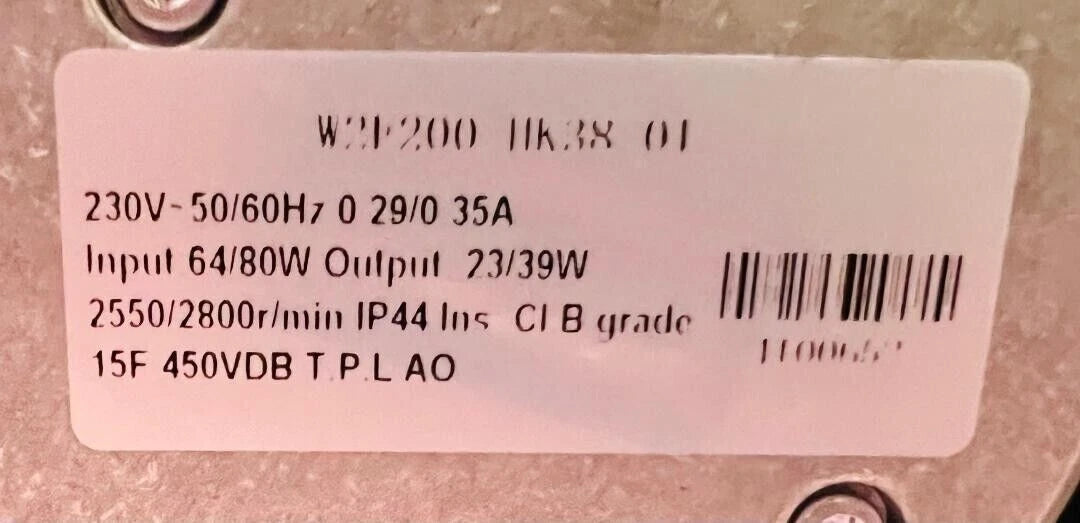 W2E200 HK38 01
230V~50/60Hz 0 29/0 35A
Input 64/80W Output 23/39W
2550/2800r/min IP44 Ins CI B grade
15F 450VDB T.P.L AO